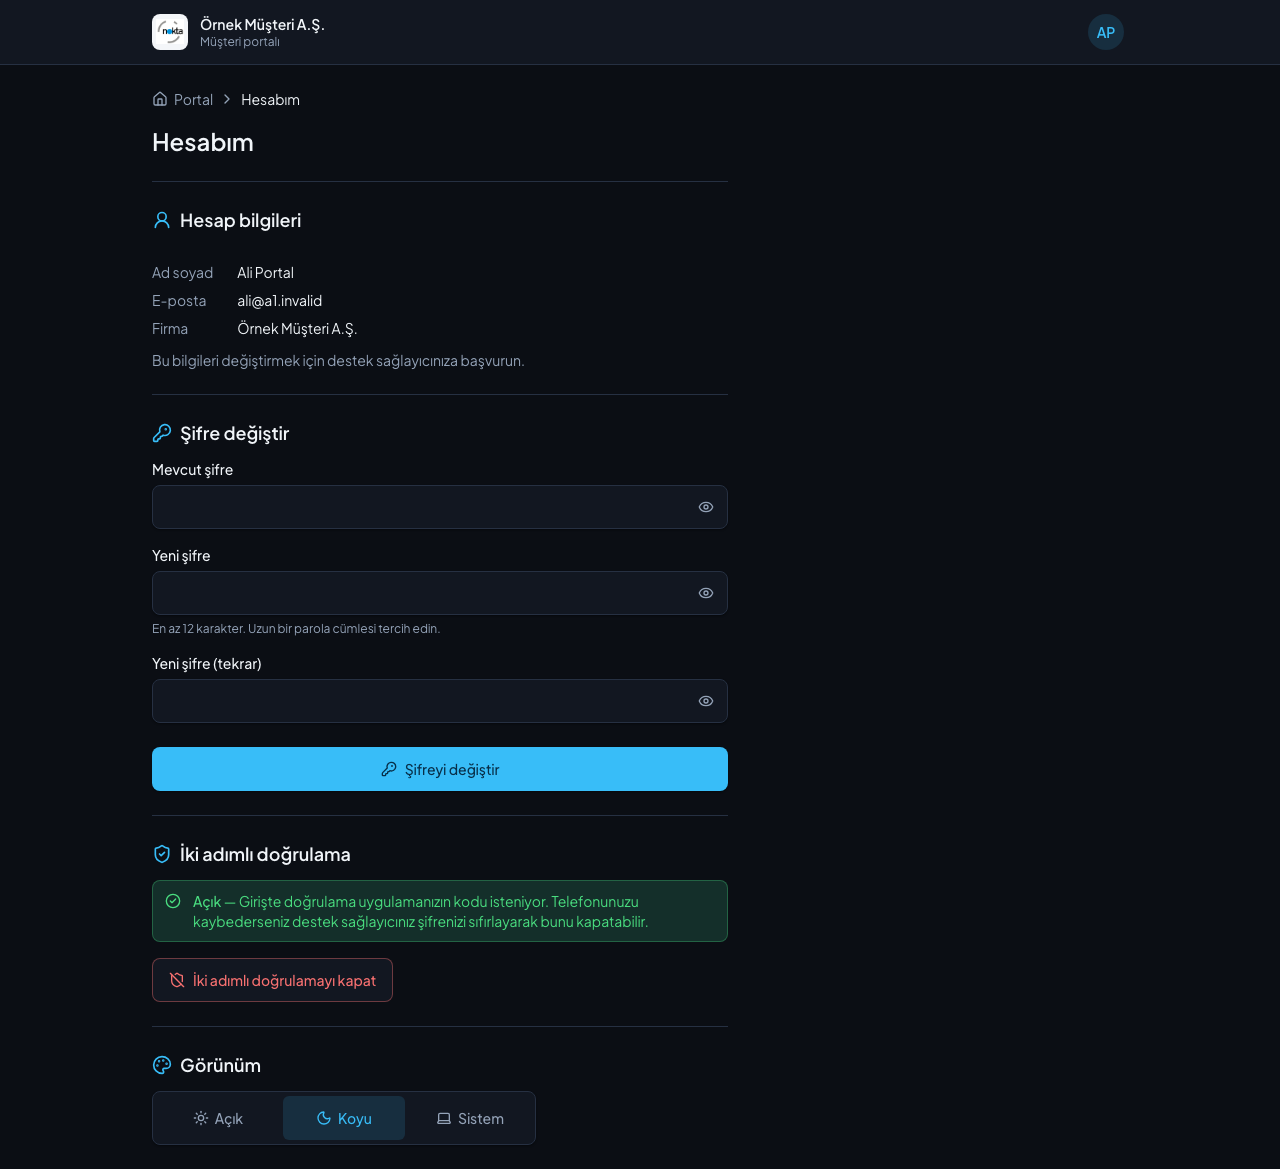 nokta
Örnek Müşteri A.Ş.
Müşteri portalı
AP
Portal
Hesabım
Hesabım
Hesap bilgileri
Ad soyad Ali Portal
E-posta ali@a1.invalid
Firma Örnek Müşteri A.Ş.
Bu bilgileri değiştirmek için destek sağlayıcınıza başvurun.
Şifre değiştir
Mevcut şifre
Yeni şifre
En az 12 karakter. Uzun bir parola cümlesi tercih edin.
Yeni şifre (tekrar)
Şifreyi değiştir
İki adımlı doğrulama
Açık — Girişte doğrulama uygulamanızın kodu isteniyor. Telefonunuzu
kaybederseniz destek sağlayıcınız şifrenizi sıfırlayarak bunu kapatabilir.
İki adımlı doğrulamayı kapat
Görünüm
Açık Koyu Sistem